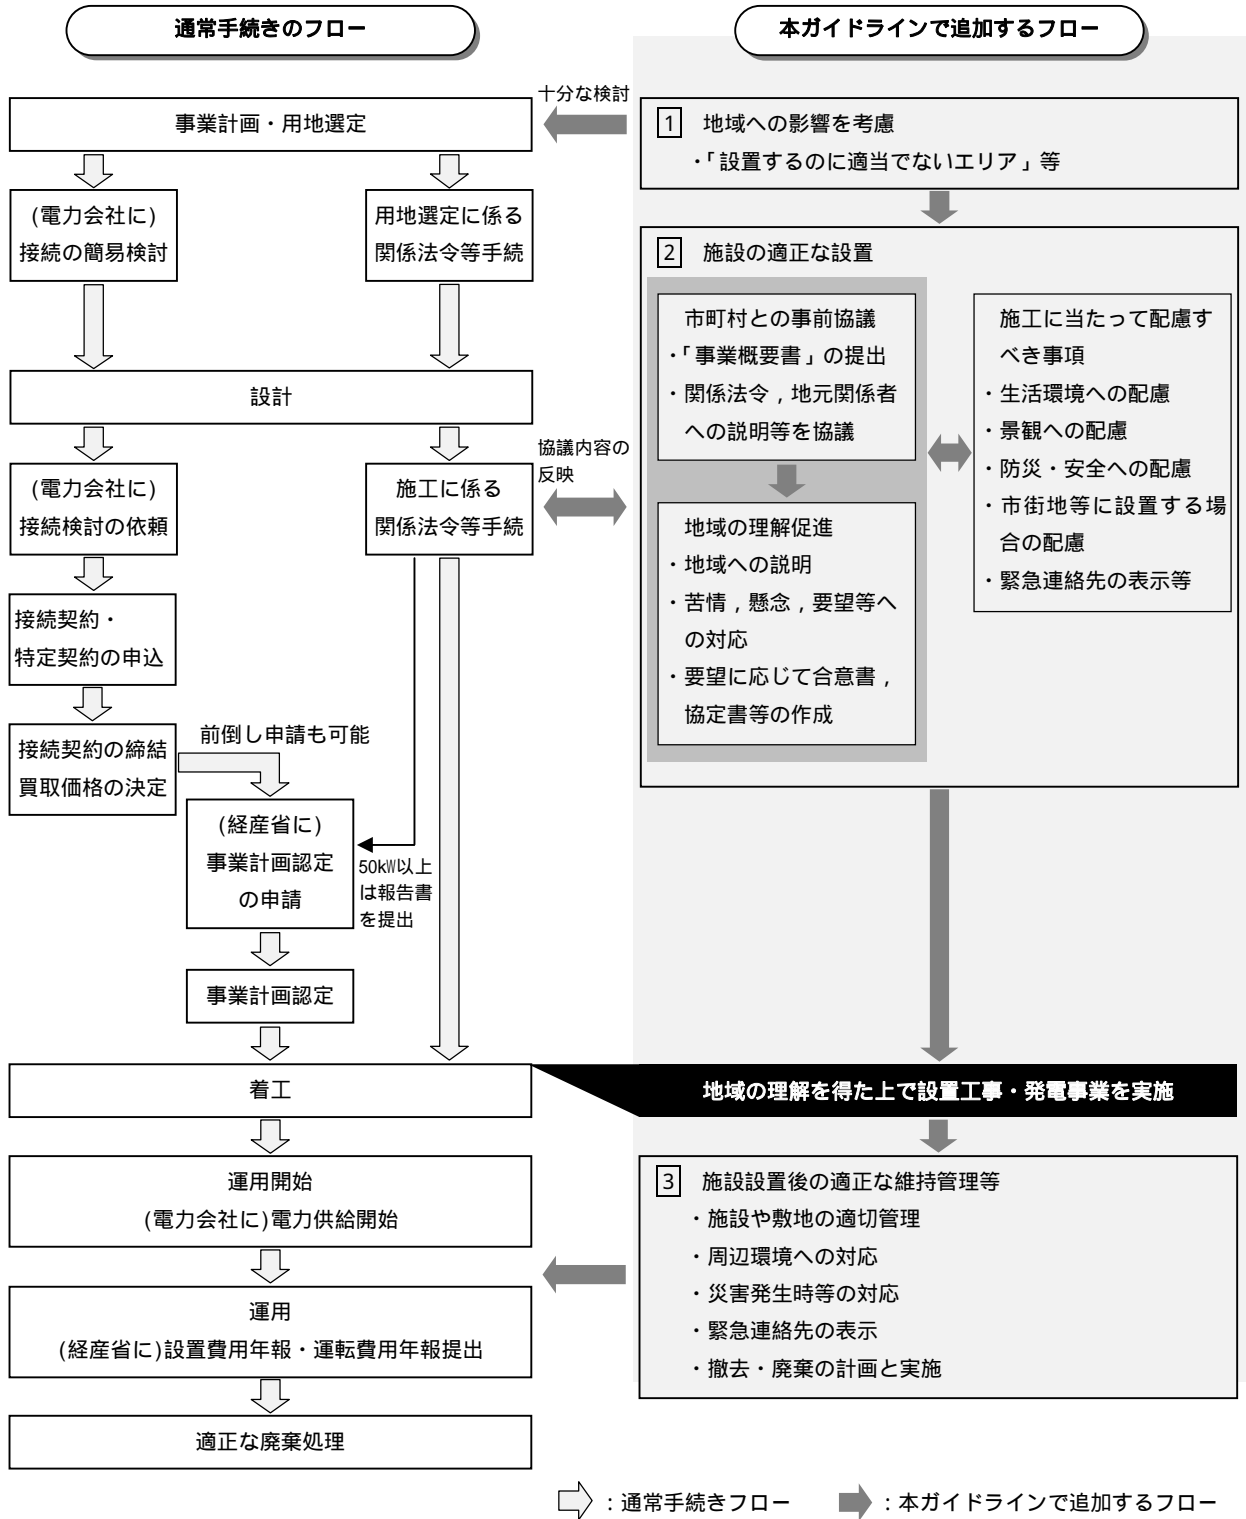 通常手続きのフロー
本ガイドラインで追加するフロー
事業計画・用地選定
十分な検討
1 地域への影響を考慮
・「設置するのに適当でないエリア」等
(電力会社に)
接続の簡易検討
用地選定に係る
関係法令等手続
2 施設の適正な設置
市町村との事前協議
・「事業概要書」の提出
・関係法令,地元関係者
への説明等を協議
施工に当たって配慮す
べき事項
・生活環境への配慮
・景観への配慮
・防災・安全への配慮
・市街地等に設置する場
合の配慮
・緊急連絡先の表示等
設計
協議内容の
反映
(電力会社に)
接続検討の依頼
施工に係る
関係法令等手続
地域の理解促進
・地域への説明
・苦情,懸念,要望等へ
の対応
・要望に応じて合意書,
協定書等の作成
接続契約・
特定契約の申込
接続契約の締結
買取価格の決定
前倒し申請も可能
(経産省に)
事業計画認定
の申請
50㎾以上
は報告書
を提出
事業計画認定
着工
地域の理解を得た上で設置工事・発電事業を実施
運用開始
(電力会社に)電力供給開始
3 施設設置後の適正な維持管理等
・施設や敷地の適切管理
・周辺環境への対応
・災害発生時等の対応
・緊急連絡先の表示
・撤去・廃棄の計画と実施
運用
(経産省に)設置費用年報・運転費用年報提出
適正な廃棄処理
:通常手続きフロー
:本ガイドラインで追加するフロー